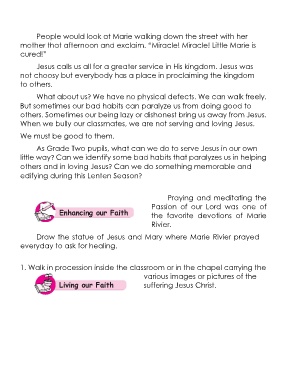 People would look at Marie walking down the street with her
mother that afternoon and exclaim, "Miracle! Miracle! Little Marie is
cured!"
Jesus calls us all for a greater service in His kingdom. Jesus was
not choosy but everybody has a place in proclaiming the kingdom
to others.
What about us? We have no physical defects. We can walk freely.
But sometimes our bad habits can paralyze us from doing good to
others. Sometimes our being lazy or dishonest bring us away from Jesus.
When we bully our classmates, we are not serving and loving Jesus.
We must be good to them.
As Grade Two pupils, what can we do to serve Jesus in our own
little way? Can we identify some bad habits that paralyzes us in helping
others and in loving Jesus? Can we do something memorable and
edifying during this Lenten Season?
Enhancing our Faith
Praying and meditating the
Passion of our Lord was one of
the favorite devotions of Marie
Rivier.
Draw the statue of Jesus and Mary where Marie Rivier prayed
everyday to ask for healing.
1. Walk in procession inside the classroom or in the chapel carrying the
various images or pictures of the
suffering Jesus Christ.
Living our Faith